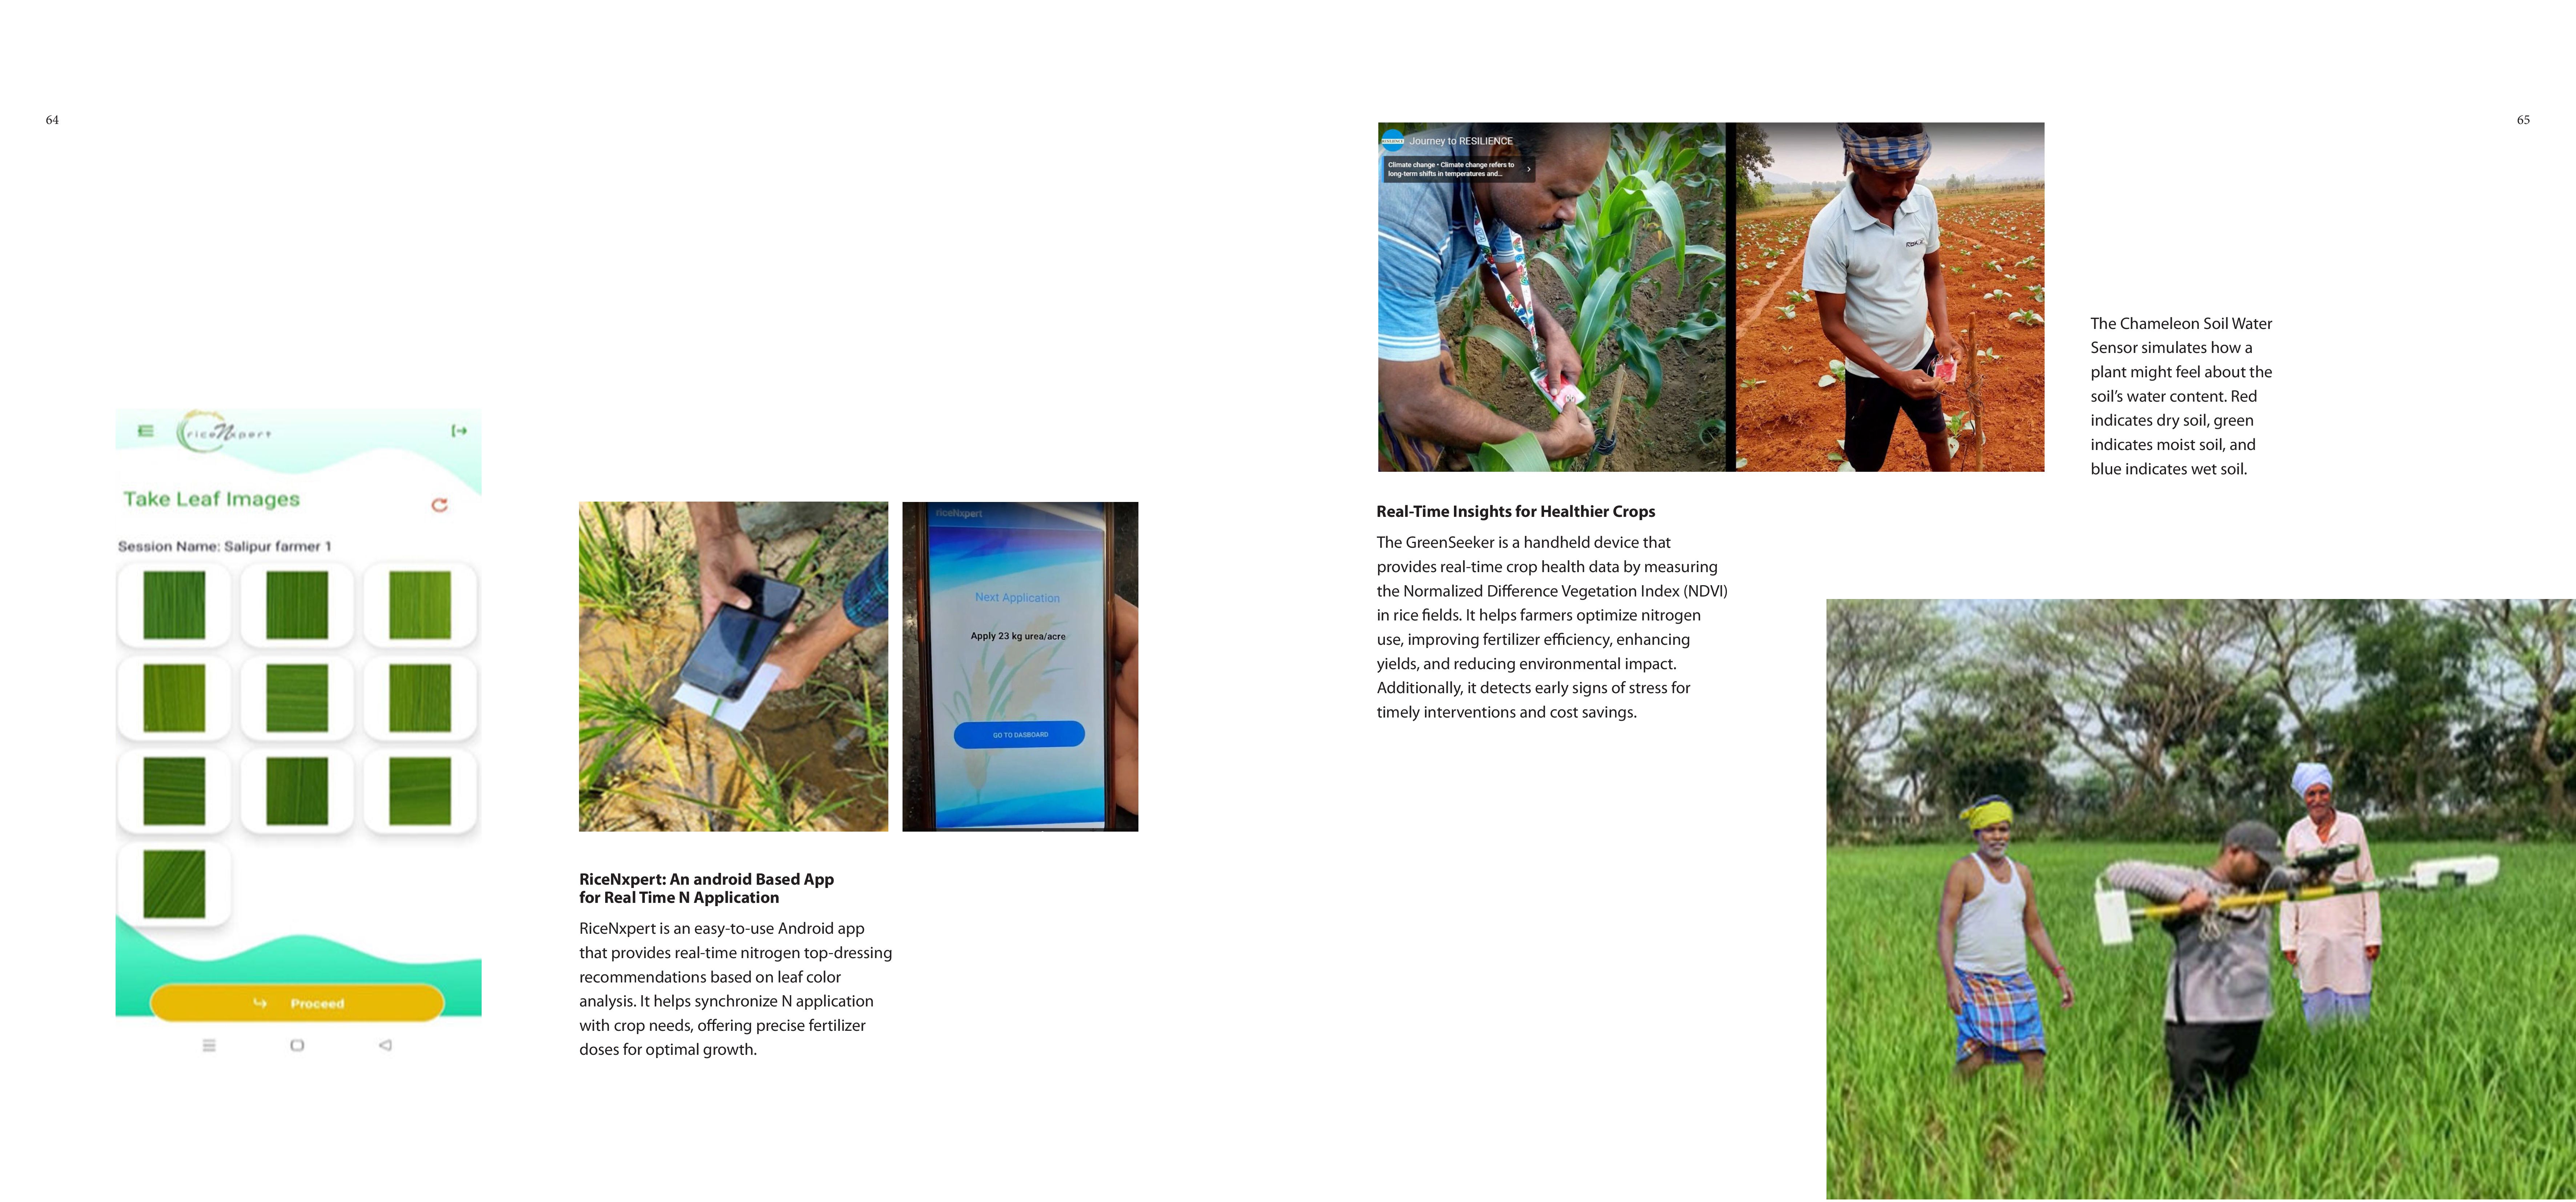 64
riceNxpert
Take Leaf Images
Session Name: Salipur farmer 1
Proceed
riceNxpert
Next Application
Apply 23 kg urea/acre
GO TO DASBOARD
RiceNxpert: An android Based App
for Real Time N Application
RiceNxpert is an easy-to-use Android app
that provides real-time nitrogen top-dressing
recommendations based on leaf color
analysis. It helps synchronize N application
with crop needs, offering precise fertilizer
doses for optimal growth.
65
Journey to RESILIENCE
Climate change • Climate change refers to
long-term shifts in temperatures and...
The Chameleon Soil Water
Sensor simulates how a
plant might feel about the
soil’s water content. Red
indicates dry soil, green
indicates moist soil, and
blue indicates wet soil.
Real-Time Insights for Healthier Crops
The GreenSeeker is a handheld device that
provides real-time crop health data by measuring
the Normalized Difference Vegetation Index (NDVI)
in rice fields. It helps farmers optimize nitrogen
use, improving fertilizer efficiency, enhancing
yields, and reducing environmental impact.
Additionally, it detects early signs of stress for
timely interventions and cost savings.